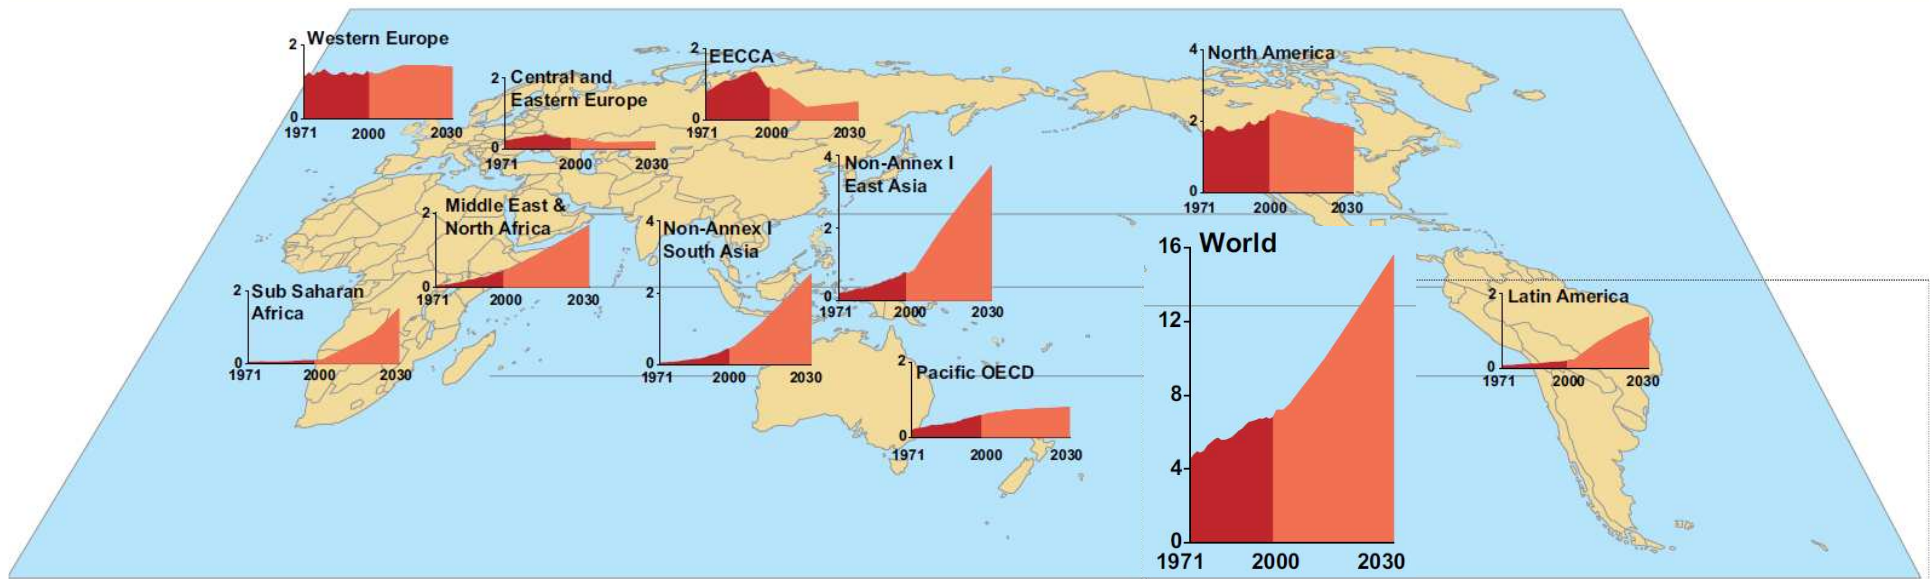 2
Western Europe
0
1971 2000 2030
2
Central and
Eastern Europe
0
1971 2000 2030
2
EECCA
0
1971 2000 2030
4
North America
2
0
1971 2000 2030
4
Non-Annex I
East Asia
2
0
1971 2000 2030
2
Middle East &
North Africa
0
1971 2000 2030
4
Non-Annex I
South Asia
2
0
1971 2000 2030
2
Sub Saharan
Africa
0
1971 2000 2030
2
Pacific OECD
0
1971 2000 2030
16
World
12
8
4
0
1971 2000 2030
2
Latin America
0
1971 2000 2030